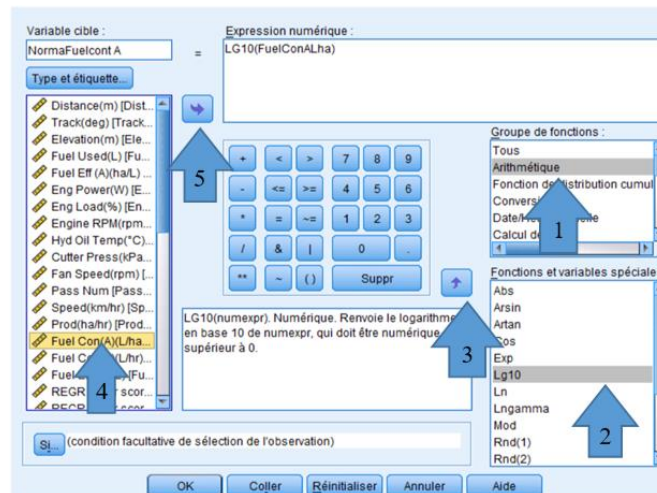 Variable cible :
NormaFuelcont A
=
Expression numérique :
LG10(FuelConALha)
Type et étiquette...
Distance(m) [Dist...
Track(deg) [Track...
Elevation(m) [Ele...
Fuel Used(L) [Fu...
Fuel Eff (A)(ha/L) ...
Eng Power(W) [E...
Eng Load(%) [En...
Engine RPM(rpm...
Hyd Oil Temp(°C)...
Cutter Press(kPa...
Fan Speed(rpm) [...
Pass Num [Pass...
Speed(km/hr) [Sp...
Prod(ha/hr) [Prod...
Fuel Con(A)(L/ha...
Fuel (L/hr)...
Fuel [Fu...
REGR scor...
5
4
+ < > 7 8 9
- <= >= 4 5 6
* = ~= 1 2 3
/ & | 0 .
** ~ () Suppr
LG10(numexpr). Numérique. Renvoie le logarithme
en base 10 de numexpr, qui doit être numérique
supérieur à 0.
3
Groupe de fonctions :
Tous
Arithmétique
Fonction de distribution cumul
Calcul
1
Fonctions et variables spéciale
Abs
Arsin
Artan
Exp
Lg10
Ln
Lngamma
Mod
Rnd(1)
Rnd(2)
2
Si... (condition facultative de sélection de l'observation)
OK Coller Réinitialiser Annuler Aide